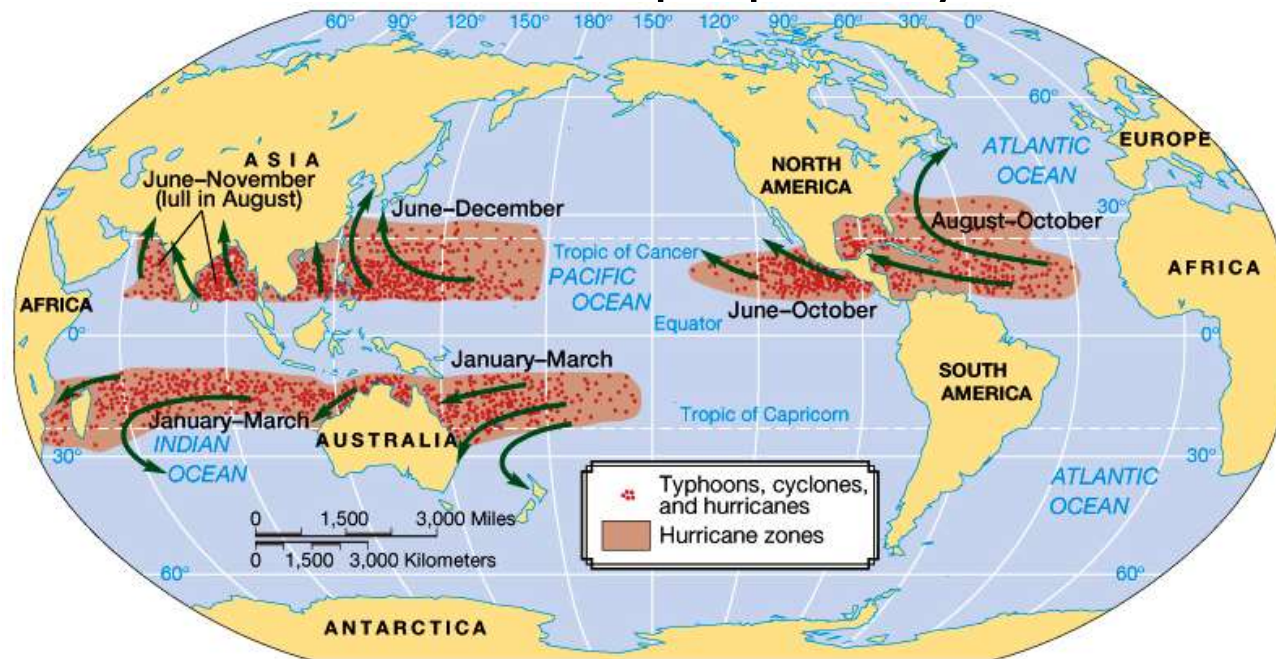 60° 90° 120° 150° 180° 150° 120° 90° 60° 30° 0°
60° 60°
ATLANTIC
OCEAN
EUROPE
ASIA
NORTH
AMERICA
June–November
(lull in August)
June–December
30°
August–October
Tropic of Cancer
PACIFIC
OCEAN
AFRICA
AFRICA
June–October
0° Equator 0°
January–March
SOUTH
AMERICA
January–March
Tropic of Capricorn
INDIAN
OCEAN
AUSTRALIA
30° 30°
ATLANTIC
OCEAN
Typhoons, cyclones,
and hurricanes
Hurricane zones
0 1,500 3,000 Miles
0 1,500 3,000 Kilometers
60° 60°
ANTARCTICA